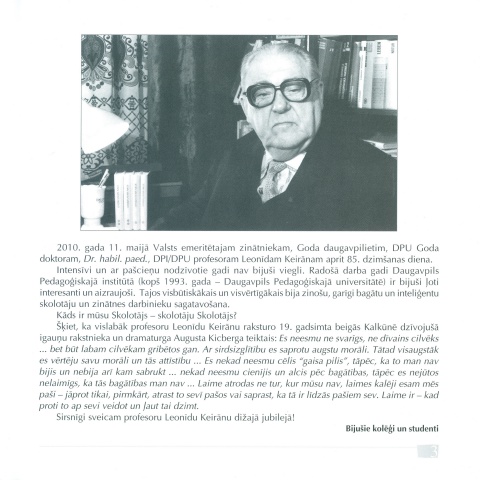 2010. gada 11. maijā Valsts emeritētajam zinātniekam, Goda daugavpilietim, DPU Goda
doktoram, Dr. habil. paed., DPI/DPU profesoram Leonīdam Keirānam aprit 85. dzimšanas diena.
Intensīvi un ar pašcieņu nodzīvotie gadi nav bijuši viegli. Radošā darba gadi Daugavpils
Pedagoģiskajā institūtā (kopš 1993. gada – Daugavpils Pedagoģiskajā universitātē) ir bijuši ļoti
interesanti un aizraujoši. Tajos visbūtiskākais un visvērtīgākais bija zinošu, garīgi bagātu un inteliģentu
skolotāju un zinātnes darbinieku sagatavošana.
Kāds ir mūsu Skolotājs – skolotāju Skolotājs?
Šķiet, ka vislabāk profesoru Leonīdu Keirānu raksturo 19. gadsimta beigās Kalkūnē dzīvojušā
igauņu rakstnieka un dramaturga Augusta Kicberga teiktais: Es neesmu ne svarīgs, ne dīvains cilvēks
... bet būt labam cilvēkam gribētos gan. Ar sirdsizglītību es saprotu augstu morāli. Tātad visaugstāk
es vērtēju savu morāli un tās attīstību ... Es nekad neesmu cēlis "gaisa pilis", tāpēc, ka to man nav
bijis un nebija arī kam sabrukt ... nekad neesmu cienījis un alcis pēc bagātības, tāpēc es nejūtos
nelaimīgs, ka tās bagātības man nav ... Laime atrodas ne tur, kur mūsu nav, laimes kalēji esam mēs
paši – jāprot tikai, pirmkārt, atrast to sevī pašos vai saprast, ka tā ir līdzās pašiem sev. Laime ir – kad
proti to ap sevi veidot un ļaut tai dzimt.
Sirsnīgi sveicam profesoru Leonīdu Keirānu dižajā jubilejā!
Bijušie kolēģi un studenti